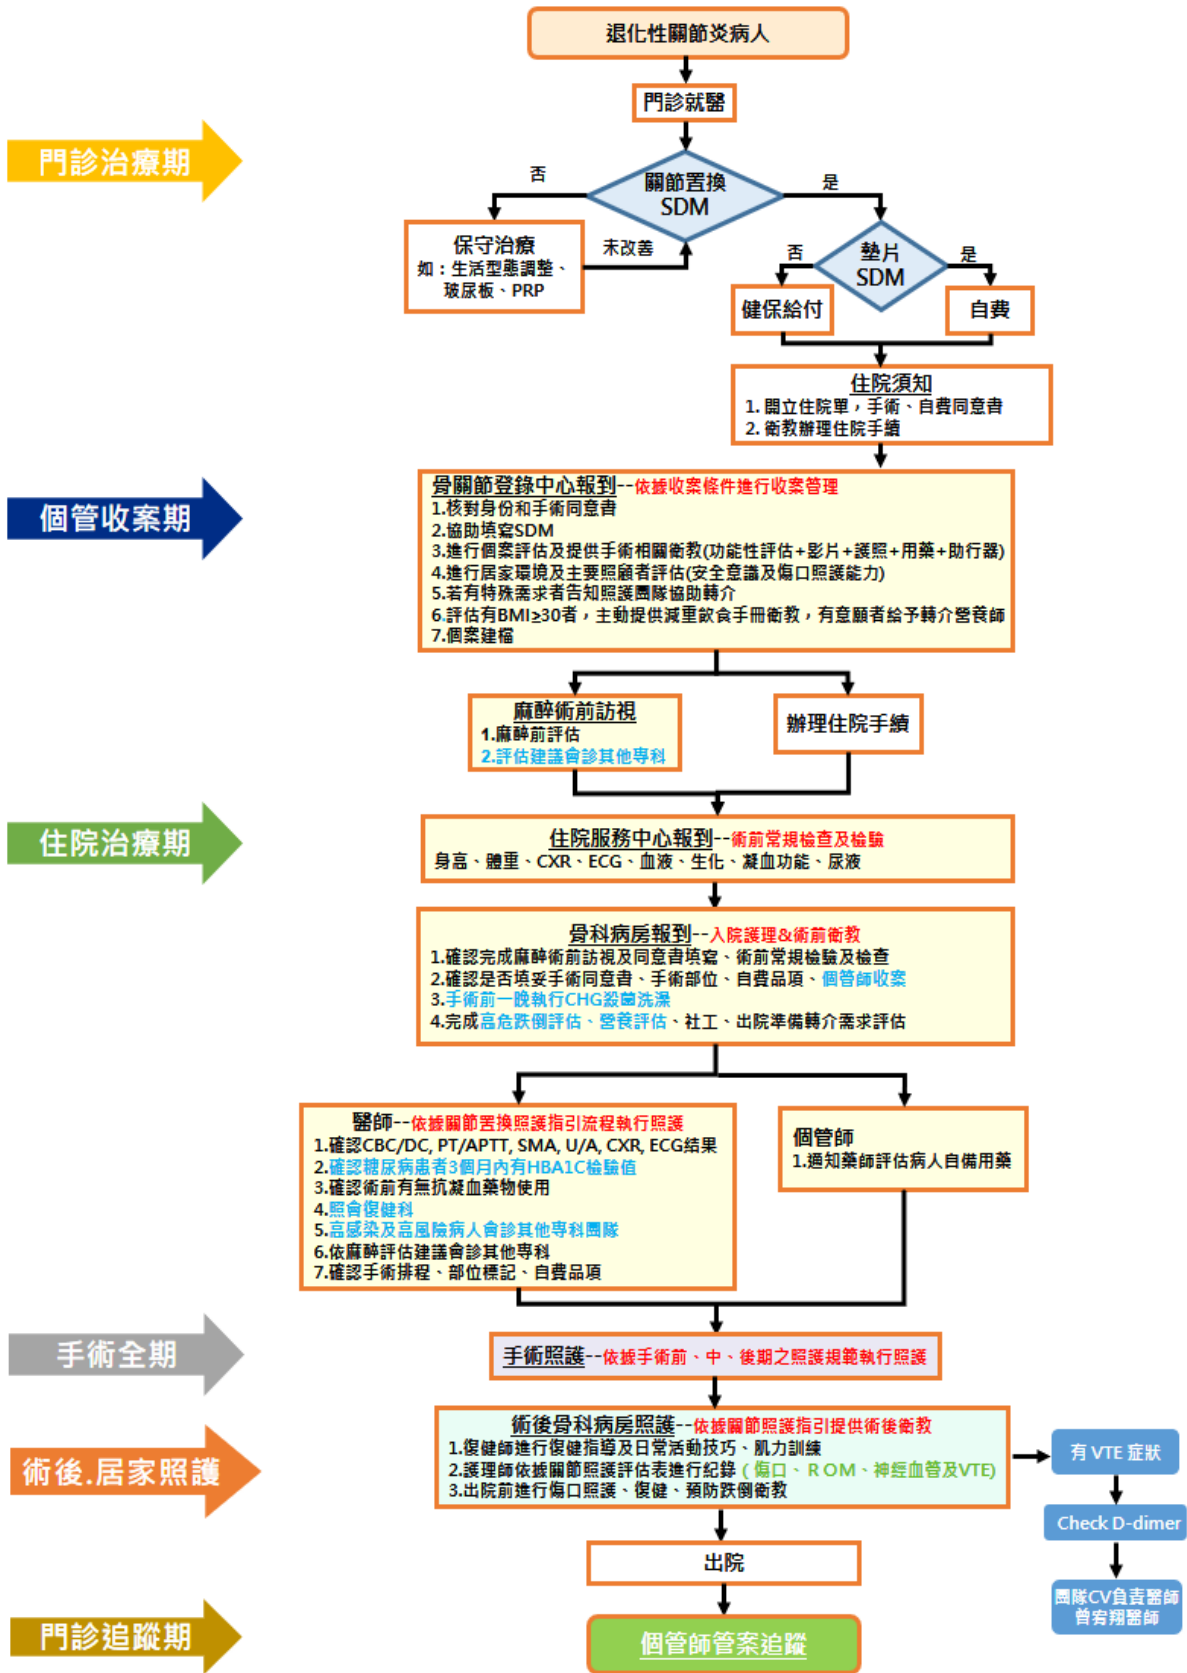 退化性關節炎病人
門診就醫
門診治療期
關節置換
SDM
否
是
保守治療
如：生活型態調整、
玻尿板、PRP
未改善
墊片
SDM
否
是
健保給付
自費
住院須知
1. 開立住院單，手術、自費同意書
2. 衛教辦理住院手續
個管收案期
骨關節登錄中心報到--依據收案條件進行收案管理
1.核對身份和手術同意書
2.協助填寫SDM
3.進行個案評估及提供手術相關衛教(功能性評估+影片+護照+用藥+助行器)
4.進行居家環境及主要照顧者評估(安全意識及傷口照護能力)
5.若有特殊需求者告知照護團隊協助轉介
6.評估有BMI≥30者，主動提供減重飲食手冊衛教，有意願者給予轉介營養師
7.個案建檔
麻醉術前訪視
1.麻醉前評估
2.評估建議會診其他專科
辦理住院手續
住院治療期
住院服務中心報到--術前常規檢查及檢驗
身高、體重、CXR、ECG、血液、生化、凝血功能、尿液
骨科病房報到--入院護理&術前衛教
1.確認完成麻醉術前訪視及同意書填寫、術前常規檢驗及檢查
2.確認是否填妥手術同意書、手術部位、自費品項、個管師收案
3.手術前一晚執行CHG殺菌洗澡
4.完成高危跌倒評估、營養評估、社工、出院準備轉介需求評估
醫師--依據關節置換照護指引流程執行照護
1.確認CBC/DC, PT/APTT, SMA, U/A, CXR, ECG結果
2.確認糖尿病患者3個月內有HBA1C檢驗值
3.確認術前有無抗凝血藥物使用
4.照會復健科
5.高感染及高風險病人會診其他專科團隊
6.依麻醉評估建議會診其他專科
7.確認手術排程、部位標記、自費品項
個管師
1.通知藥師評估病人自備用藥
手術全期
手術照護--依據手術前、中、後期之照護規範執行照護
術後.居家照護
術後骨科病房照護--依據關節照護指引提供術後衛教
1.復健師進行復健指導及日常活動技巧、肌力訓練
2.護理師依據關節照護評估表進行紀錄 ( 傷口、ROM、神經血管及VTE)
3.出院前進行傷口照護、復健、預防跌倒衛教
有 VTE 症狀
Check D-dimer
團隊CV負責醫師
曾宥翔醫師
出院
門診追蹤期
個管師管案追蹤